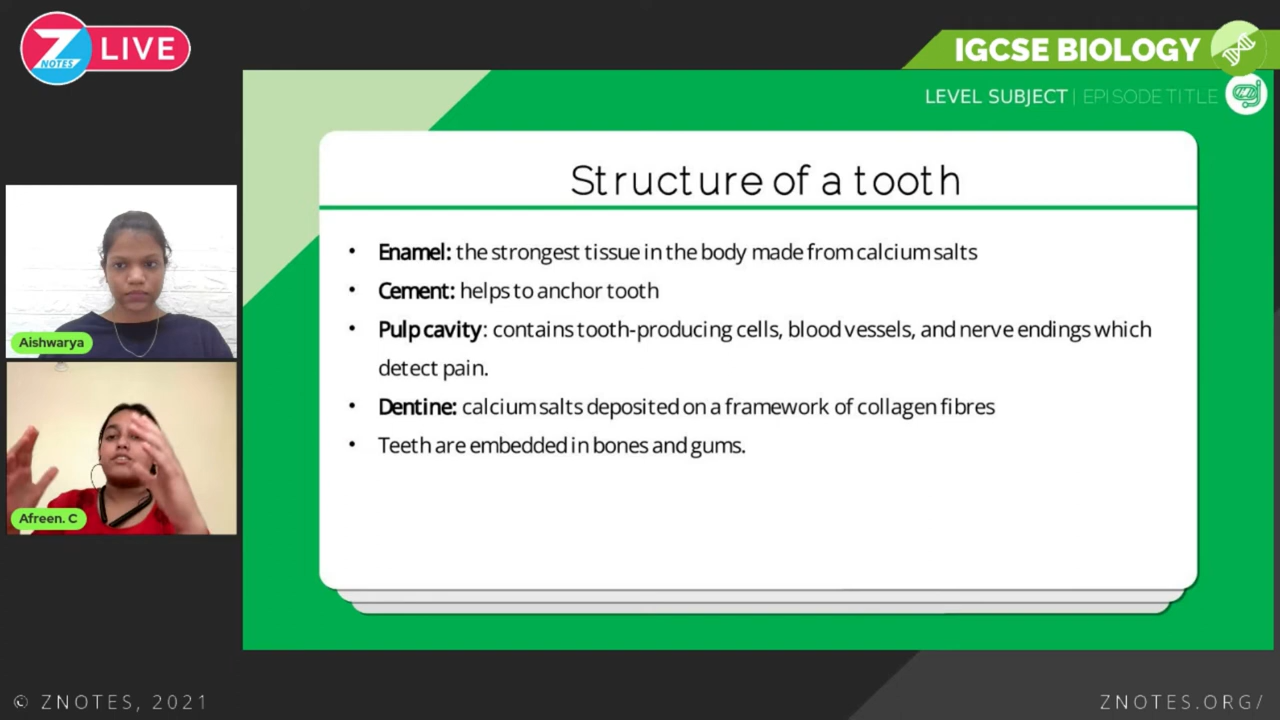 Z NOTES LIVE
IGCSE BIOLOGY
LEVEL SUBJECT | EPISODE TITLE
Structure of a tooth
• Enamel: the strongest tissue in the body made from calcium salts
• Cement: helps to anchor tooth
• Pulp cavity: contains tooth-producing cells, blood vessels, and nerve endings which
detect pain.
• Dentine: calcium salts deposited on a framework of collagen fibres
• Teeth are embedded in bones and gums.
Aishwarya
Afreen. C
© ZNOTES, 2021
ZNOTES.ORG/